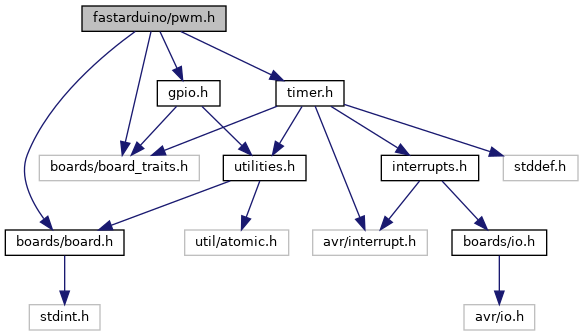 fastarduino/pwm.h
gpio.h
timer.h
boards/board_traits.h
utilities.h
interrupts.h
stddef.h
boards/board.h
util/atomic.h
avr/interrupt.h
boards/io.h
stdint.h
avr/io.h